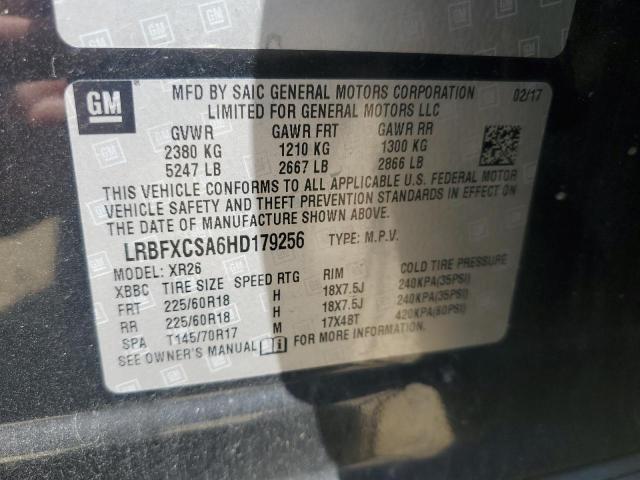 GM
MFD BY SAIC GENERAL MOTORS CORPORATION 02/17
LIMITED FOR GENERAL MOTORS LLC
GVWR GAWR FRT GAWR RR
2380 KG 1210 KG 1300 KG
5247 LB 2667 LB 2866 LB
THIS VEHICLE CONFORMS TO ALL APPLICABLE U.S. FEDERAL MOTOR
VEHICLE SAFETY AND THEFT PREVENTION STANDARDS IN EFFECT ON
THE DATE OF MANUFACTURE SHOWN ABOVE.
LRBFXCSA6HD179256 TYPE: M.P.V.
MODEL: XR26
XBBC TIRE SIZE SPEED RTG RIM COLD TIRE PRESSURE
FRT 225/60R18 H 18X7.5J 240KPA(35PSI)
RR 225/60R18 H 18X7.5J 240KPA(35PSI)
SPA T145/70R17 M 17X48T 420KPA(60PSI)
SEE OWNER'S MANUAL FOR MORE INFORMATION.